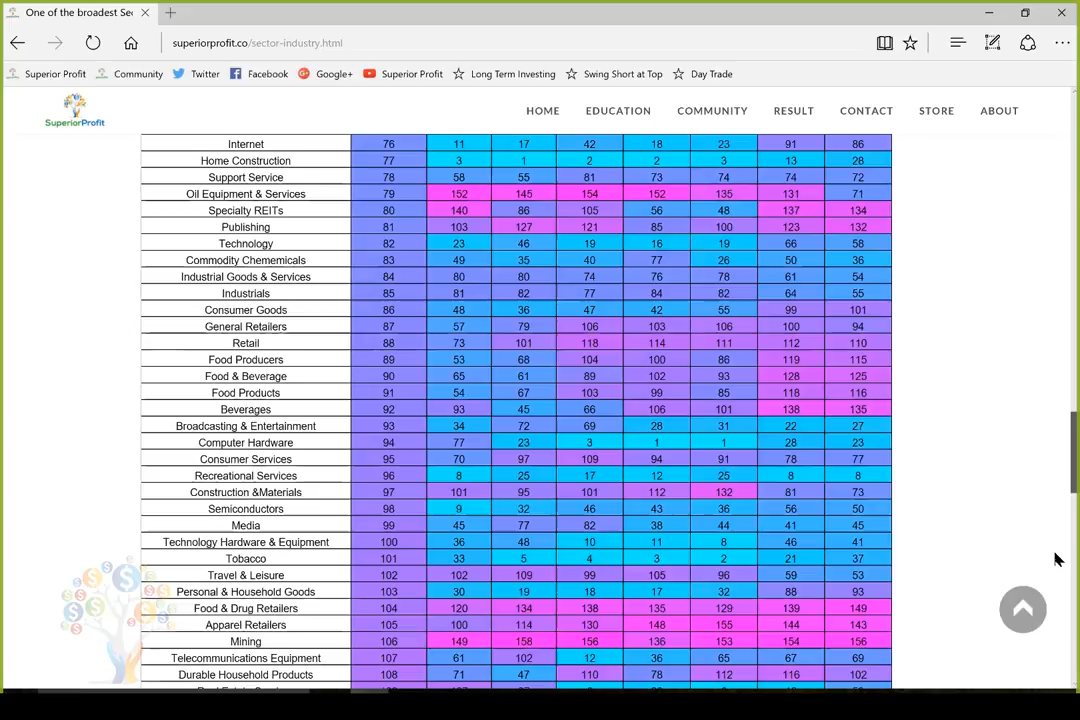 One of the broadest Sec
superiorprofit.co/sector-industry.html
Superior Profit Community Twitter Facebook Google+ Superior Profit Long Term Investing Swing Short at Top Day Trade
SuperiorProfit
HOME EDUCATION COMMUNITY RESULT CONTACT STORE ABOUT
Internet 76 11 17 42 18 23 91 86
Home Construction 77 3 1 2 2 3 13 28
Support Service 78 58 55 81 73 74 74 72
Oil Equipment & Services 79 152 145 154 152 135 131 71
Specialty REITs 80 140 86 105 56 48 137 134
Publishing 81 103 127 121 85 100 123 132
Technology 82 23 46 19 16 19 66 58
Commodity Chememicals 83 49 35 40 77 26 50 36
Industrial Goods & Services 84 80 80 74 76 78 61 54
Industrials 85 81 82 77 84 82 64 55
Consumer Goods 86 48 36 47 42 55 99 101
General Retailers 87 57 79 106 103 106 100 94
Retail 88 73 101 118 114 111 112 110
Food Producers 89 53 68 104 100 86 119 115
Food & Beverage 90 65 61 89 102 93 128 125
Food Products 91 54 67 103 99 85 118 116
Beverages 92 93 45 66 106 101 138 135
Broadcasting & Entertainment 93 34 72 69 28 31 22 27
Computer Hardware 94 77 23 3 1 1 28 23
Consumer Services 95 70 97 109 94 91 78 77
Recreational Services 96 8 25 17 12 25 8 8
Construction &Materials 97 101 95 101 112 132 81 73
Semiconductors 98 9 32 46 43 36 56 50
Media 99 45 77 82 38 44 41 45
Technology Hardware & Equipment 100 36 48 10 11 8 46 41
Tobacco 101 33 5 4 3 2 21 37
Travel & Leisure 102 102 109 99 105 96 59 53
Personal & Household Goods 103 30 19 18 17 32 88 93
Food & Drug Retailers 104 120 134 138 135 129 139 149
Apparel Retailers 105 100 114 130 148 155 144 143
Mining 106 149 158 156 136 153 154 156
Telecommunications Equipment 107 61 102 12 36 65 67 69
Durable Household Products 108 71 47 110 78 112 116 102